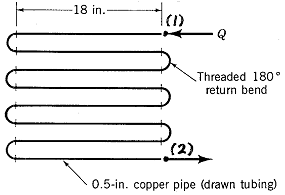 18 in.
(1)
Q
Threaded 180°
return bend
(2)
0.5-in. copper pipe (drawn tubing)